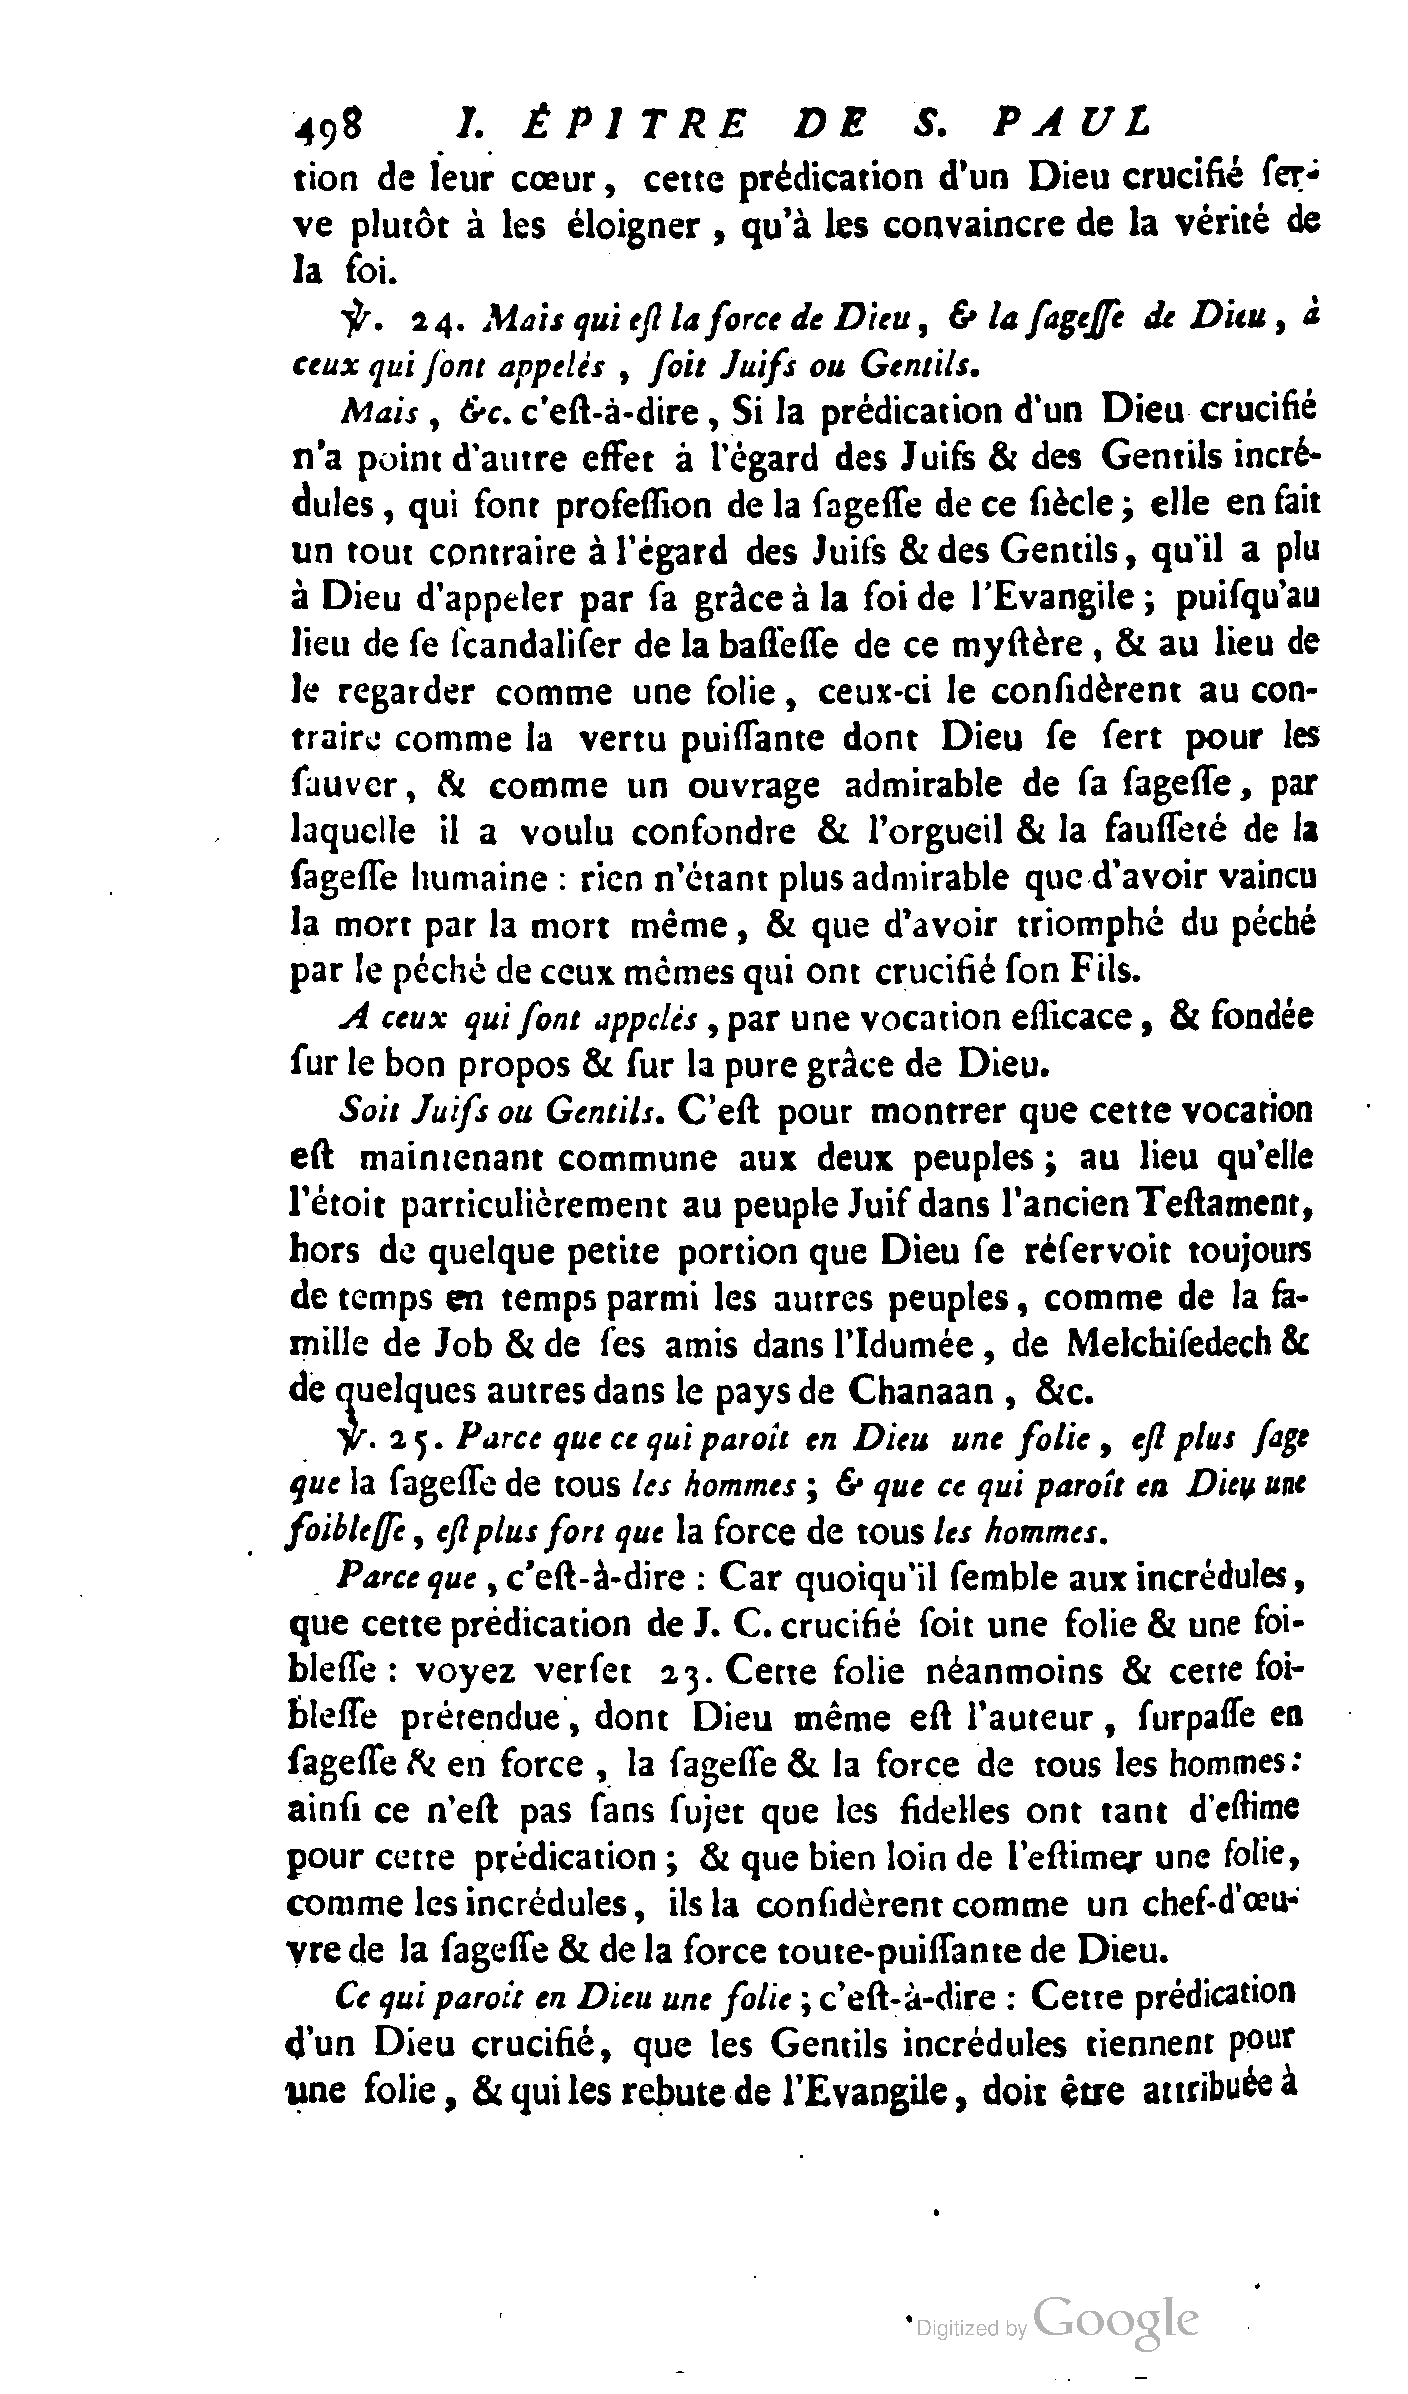 498 I. ÉPITRE DE S. PAUL
tion de leur cœur, cette prédication d'un Dieu crucifié ſer-
ve plutôt à les éloigner, qu'à les convaincre de la vérité de
la foi.
℣. 24. Mais qui eſt la force de Dieu, & la ſageſſe de Dieu, à
ceux qui ſont appelés, ſoit Juifs ou Gentils.
Mais, &c. c'eſt-à-dire, Si la prédication d'un Dieu crucifié
n'a point d'autre effet à l'égard des Juifs & des Gentils incré-
dules, qui font profeſſion de la ſageſſe de ce ſiècle; elle en fait
un tout contraire à l'égard des Juifs & des Gentils, qu'il a plu
à Dieu d'appeler par ſa grâce à la foi de l'Evangile; puiſqu'au
lieu de ſe ſcandaliſer de la baſſeſſe de ce myſtère, & au lieu de
le regarder comme une folie, ceux-ci le conſidèrent au con-
traire comme la vertu puiſſante dont Dieu ſe ſert pour les
ſauver, & comme un ouvrage admirable de ſa ſageſſe, par
laquelle il a voulu confondre & l'orgueil & la fauſſeté de la
ſageſſe humaine : rien n'étant plus admirable que d'avoir vaincu
la mort par la mort même, & que d'avoir triomphé du péché
par le péché de ceux mêmes qui ont crucifié ſon Fils.
A ceux qui ſont appelés, par une vocation efficace, & fondée
ſur le bon propos & ſur la pure grâce de Dieu.
Soit Juifs ou Gentils. C'eſt pour montrer que cette vocation
eſt maintenant commune aux deux peuples; au lieu qu'elle
l'étoit particulièrement au peuple Juif dans l'ancien Teſtament,
hors de quelque petite portion que Dieu ſe réſervoit toujours
de temps en temps parmi les autres peuples, comme de la fa-
mille de Job & de ſes amis dans l'Idumée, de Melchiſedech &
de quelques autres dans le pays de Chanaan, &c.
℣. 25. Parce que ce qui paroît en Dieu une folie, eſt plus ſage
que la ſageſſe de tous les hommes; & que ce qui paroît en Dieu une
foibleſſe, eſt plus fort que la force de tous les hommes.
Parce que, c'eſt-à-dire : Car quoiqu'il ſemble aux incrédules,
que cette prédication de J. C. crucifié ſoit une folie & une foi-
bleſſe : voyez verſet 23. Cette folie néanmoins & cette foi-
bleſſe prétendue, dont Dieu même eſt l'auteur, ſurpaſſe en
ſageſſe & en force, la ſageſſe & la force de tous les hommes:
ainſi ce n'eſt pas ſans ſujet que les fidelles ont tant d'eſtime
pour cette prédication; & que bien loin de l'eſtimer une folie,
comme les incrédules, ils la conſidèrent comme un chef-d'œu-
vre de la ſageſſe & de la force toute-puiſſante de Dieu.
Ce qui paroît en Dieu une folie; c'eſt-à-dire : Cette prédication
d'un Dieu crucifié, que les Gentils incrédules tiennent pour
une folie, & qui les rebute de l'Evangile, doit être attribuée à
Digitized by Google